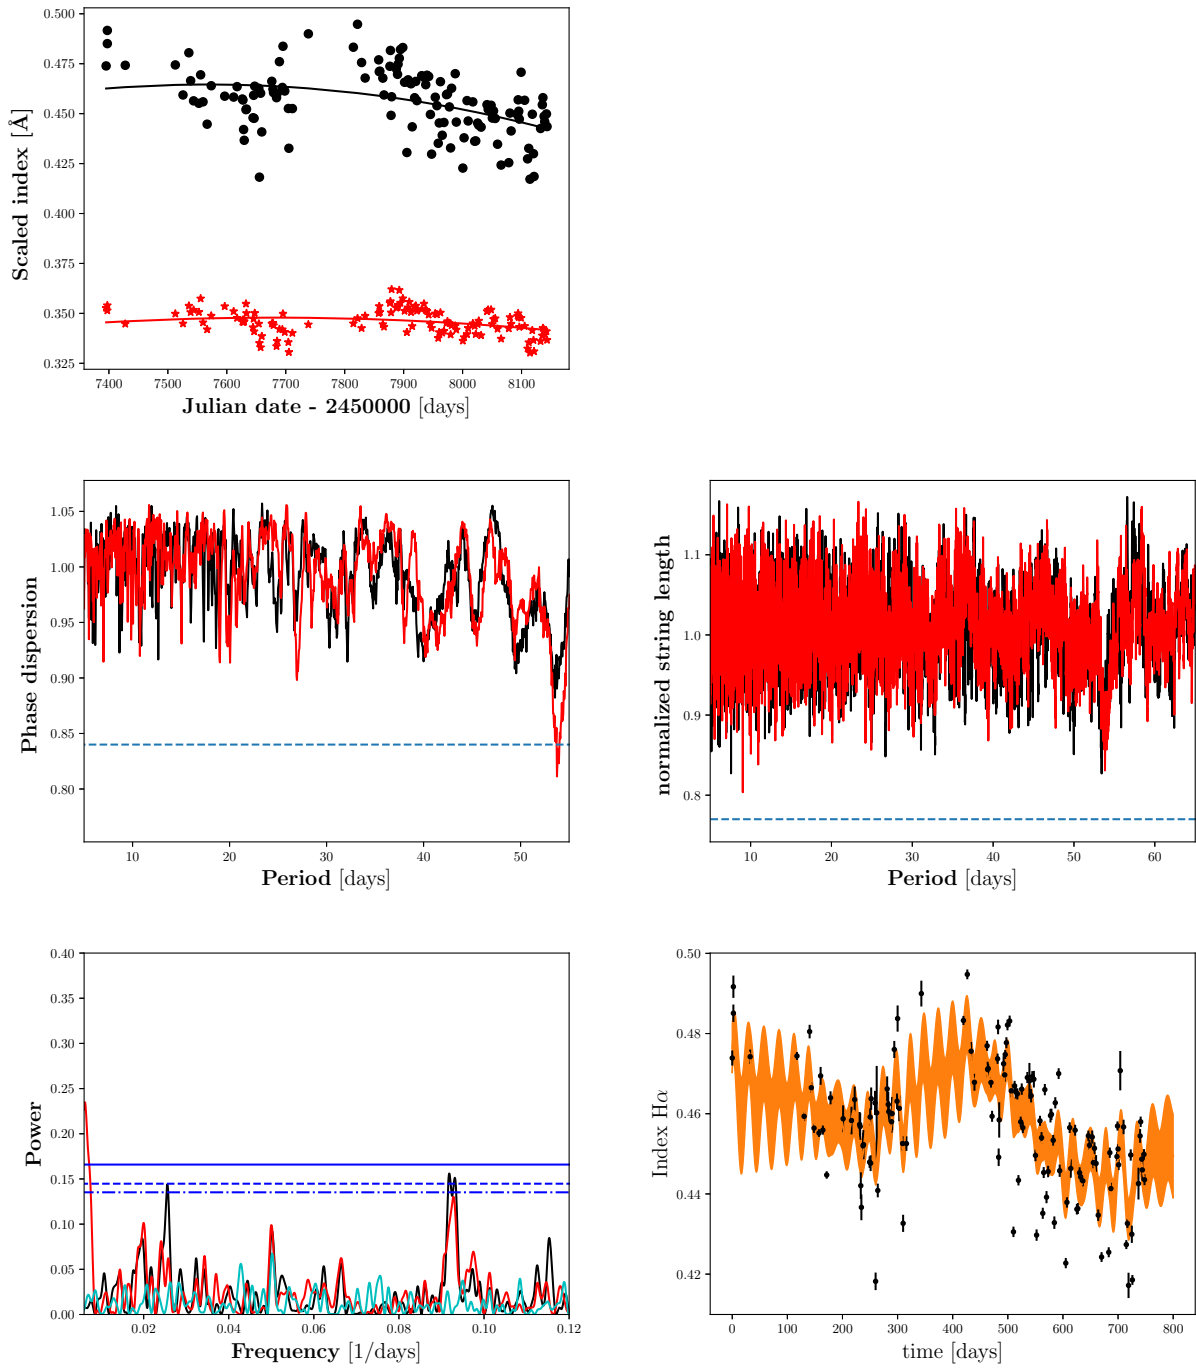 0.500
0.475
0.450
0.425
0.400
0.375
0.350
0.325
Scaled index [Å]
7400 7500 7600 7700 7800 7900 8000 8100
Julian date - 2450000 [days]
1.05
1.00
0.95
0.90
0.85
0.80
Phase dispersion
10 20 30 40 50
Period [days]
1.1
1.0
0.9
0.8
normalized string length
10 20 30 40 50 60
Period [days]
0.40
0.35
0.30
0.25
0.20
0.15
0.10
0.05
0.00
Power
0.02 0.04 0.06 0.08 0.10 0.12
Frequency [1/days]
0.50
0.48
0.46
0.44
0.42
Index Hα
0 100 200 300 400 500 600 700 800
time [days]